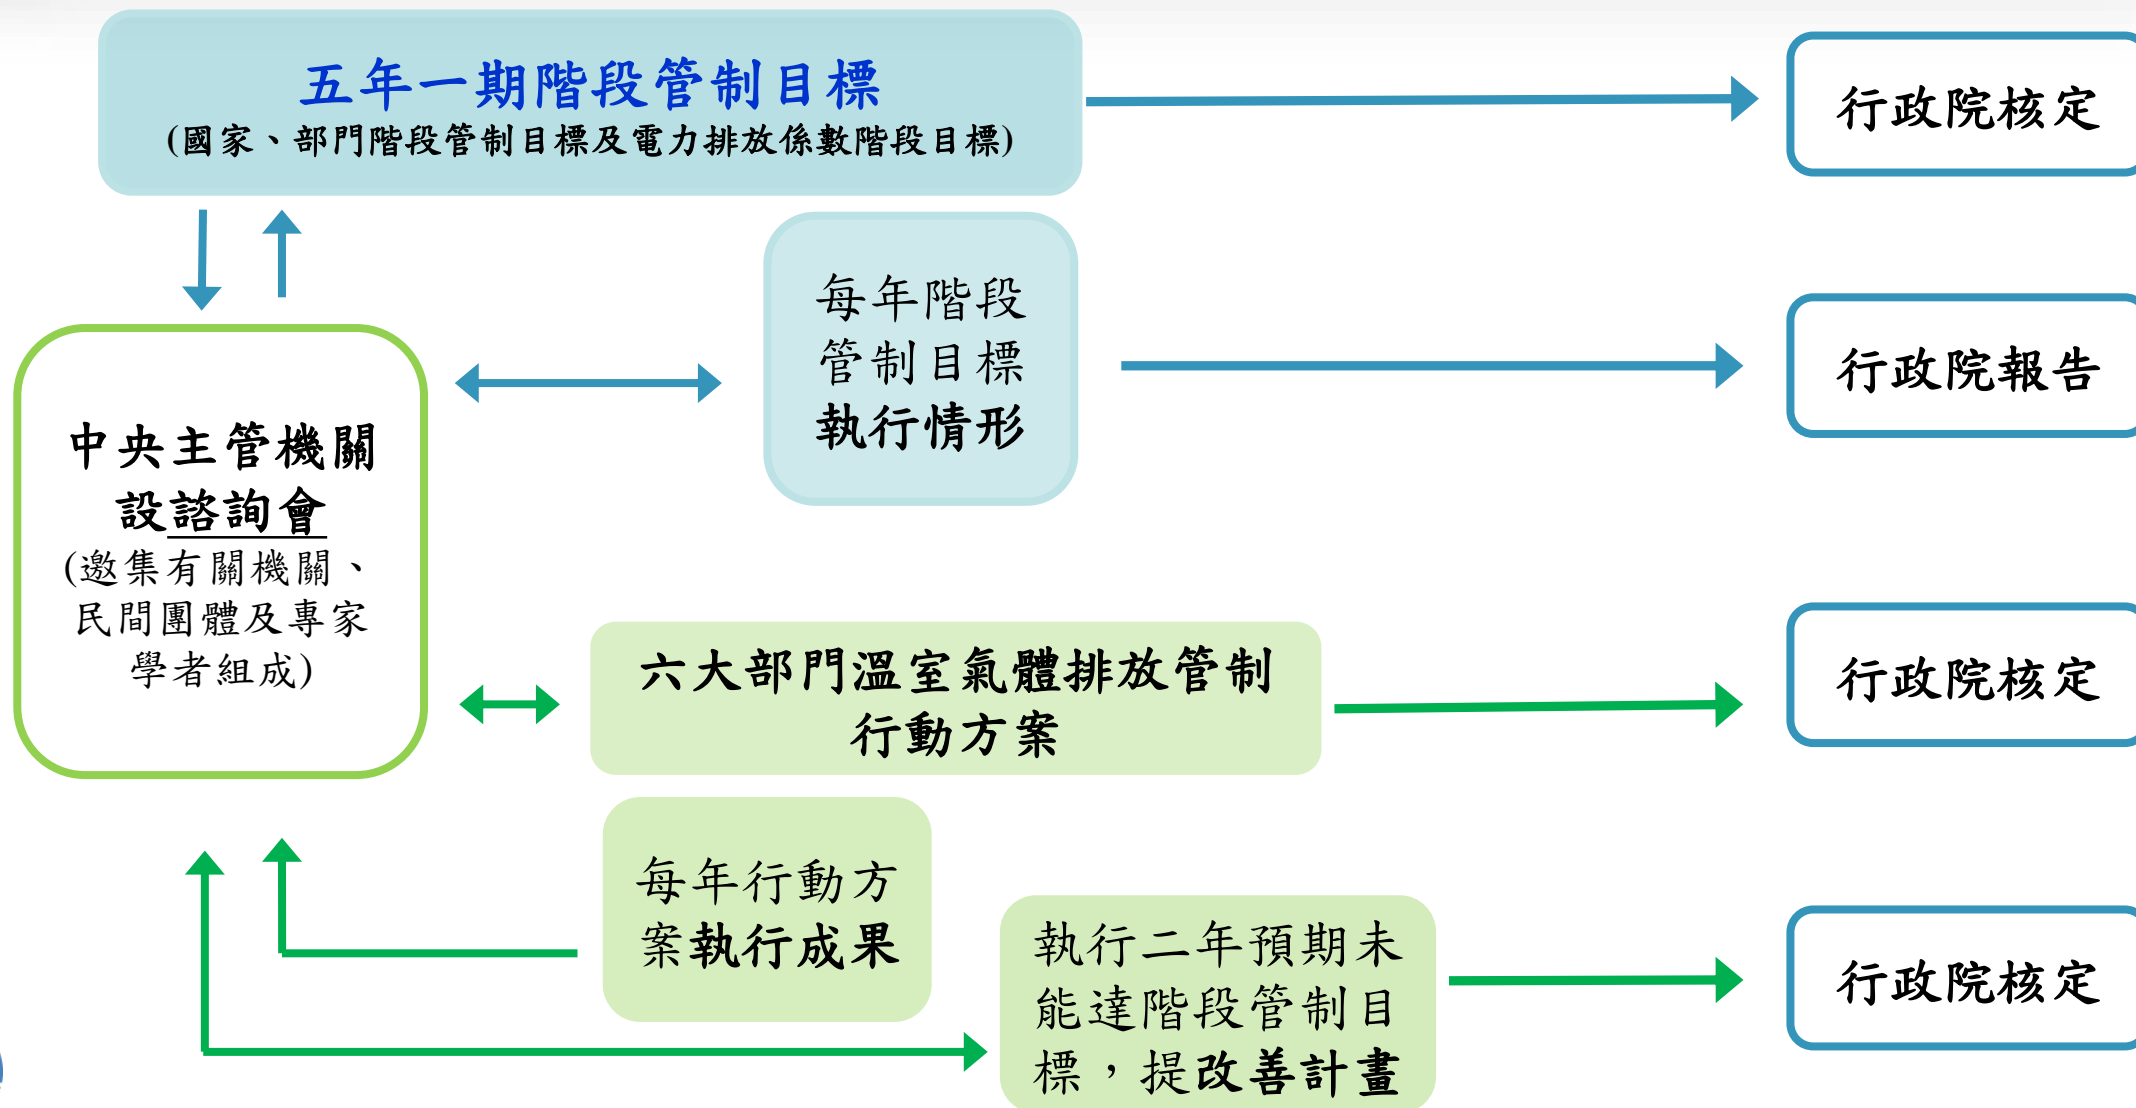 五年一期階段管制目標
(國家、部門階段管制目標及電力排放係數階段目標)
行政院核定
每年階段
管制目標
執行情形
行政院報告
中央主管機關
設諮詢會
(邀集有關機關、
民間團體及專家
學者組成)
六大部門溫室氣體排放管制
行動方案
行政院核定
每年行動方
案執行成果
執行二年預期未
能達階段管制目
標，提改善計畫
行政院核定